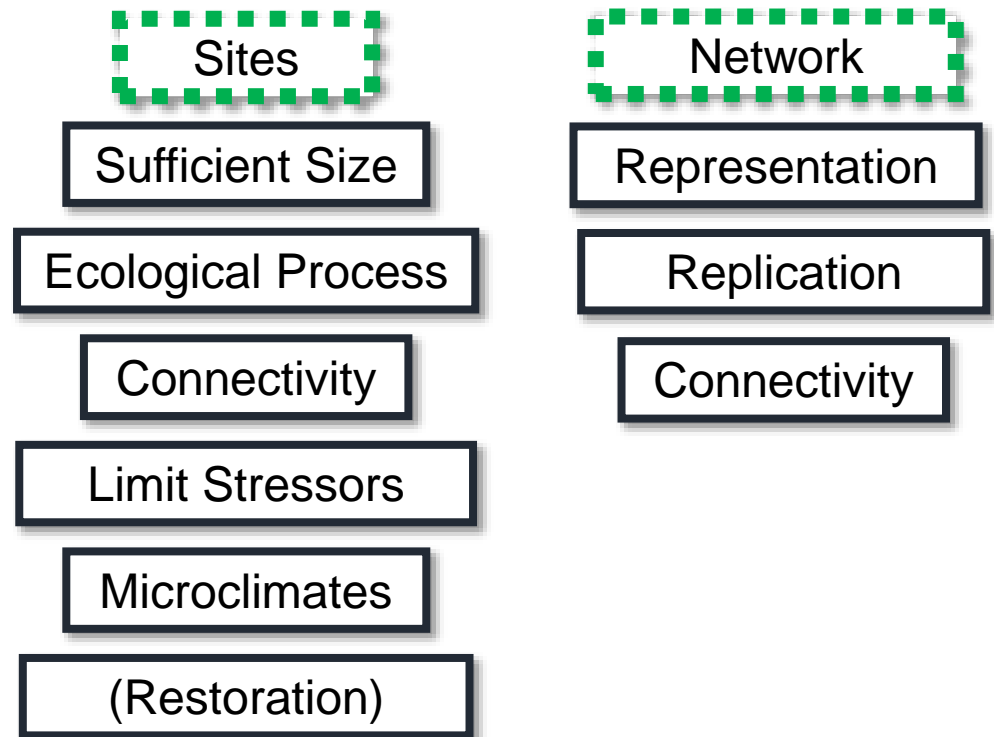 Sites
Sufficient Size
Ecological Process
Connectivity
Limit Stressors
Microclimates
(Restoration)
Network
Representation
Replication
Connectivity